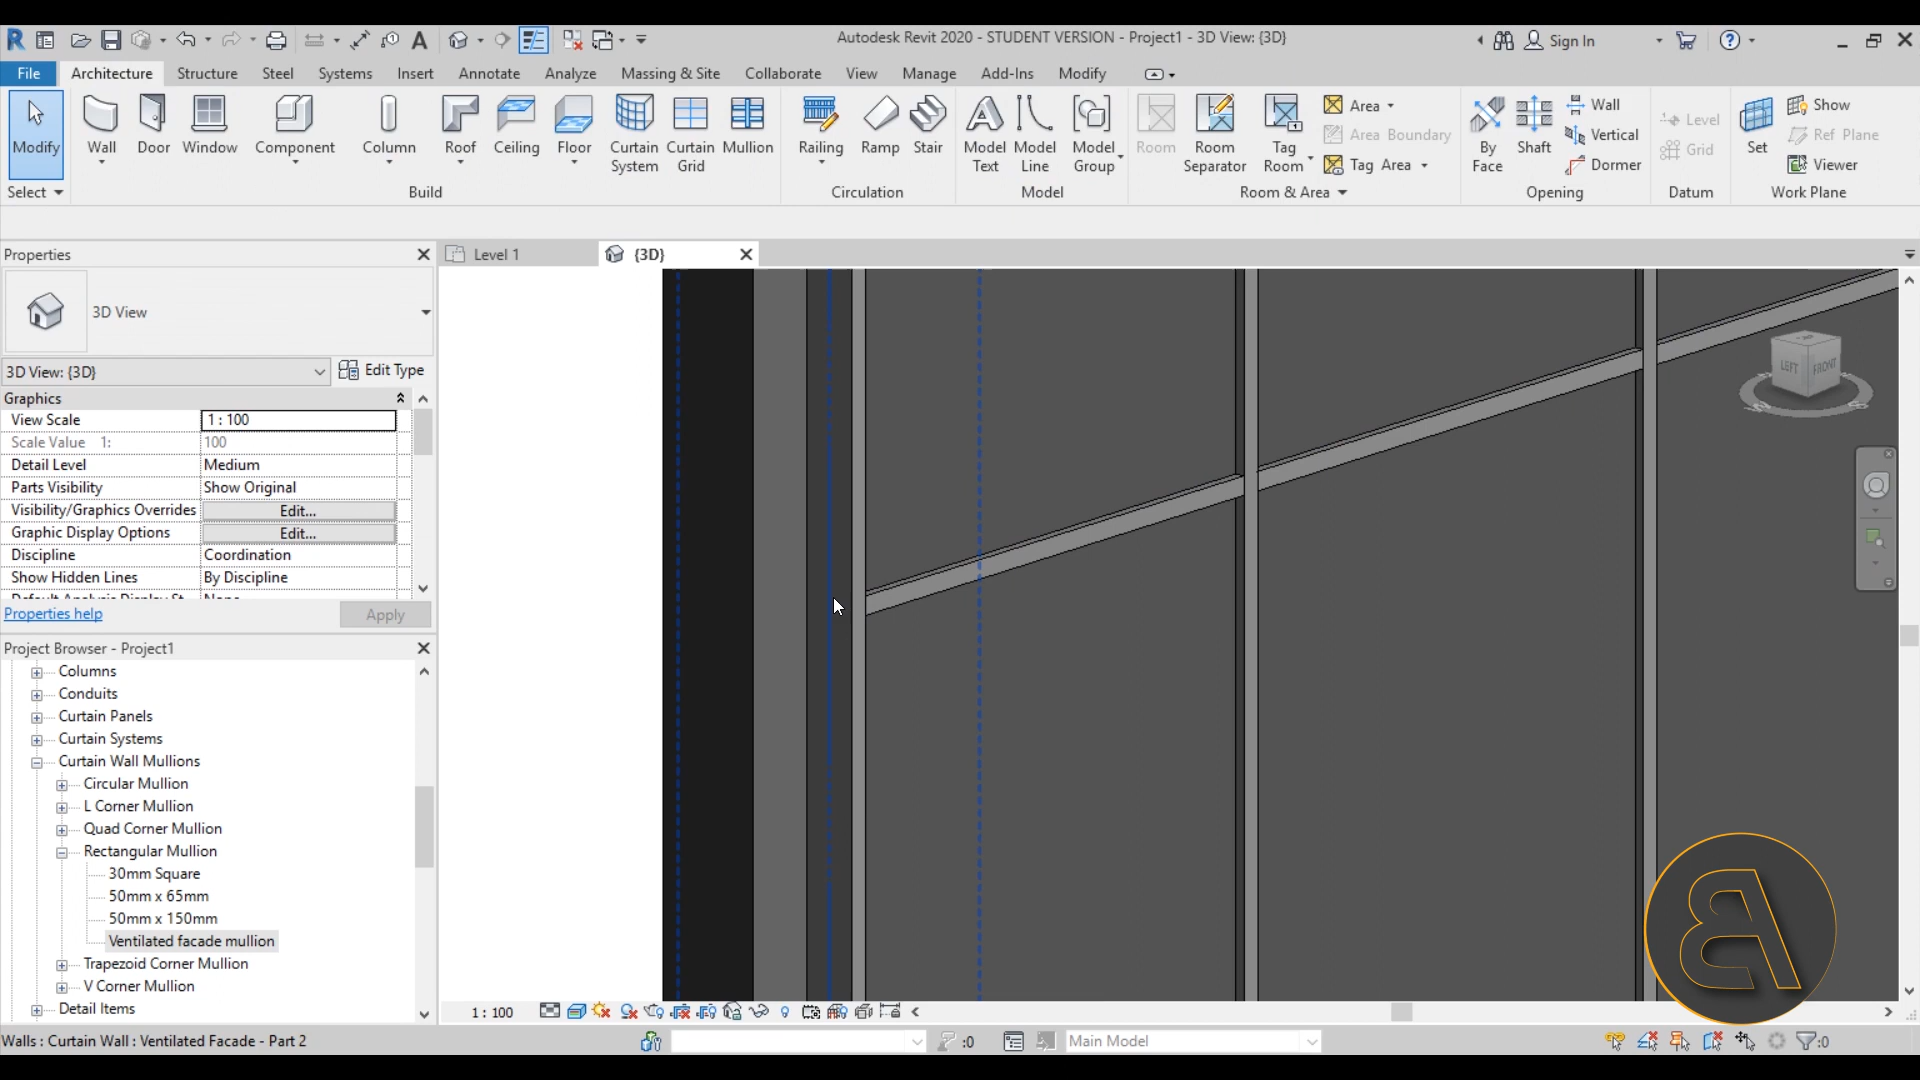 Autodesk Revit 2020 - STUDENT VERSION - Project1 - 3D View: {3D}
Sign In
File Architecture Structure Steel Systems Insert Annotate Analyze Massing & Site Collaborate View Manage Add-Ins Modify
Modify
Wall
Door
Window
Component
Column
Roof
Ceiling
Floor
Curtain System
Curtain Grid
Mullion
Railing
Ramp
Stair
Model Text
Model Line
Model Group
Room
Room Separator
Tag Room
Area
Area Boundary
Tag Area
By Face
Shaft
Wall
Vertical
Dormer
Level
Grid
Set
Show
Ref Plane
Viewer
Select Build Circulation Model Room & Area Opening Datum Work Plane
Properties
Level 1
{3D}
3D View
3D View: {3D}
Edit Type
Graphics
View Scale 1 : 100
Scale Value 1: 100
Detail Level Medium
Parts Visibility Show Original
Visibility/Graphics Overrides Edit...
Graphic Display Options Edit...
Discipline Coordination
Show Hidden Lines By Discipline
Properties help
Apply
LEFT
FRONT
Project Browser - Project1
Columns
Conduits
Curtain Panels
Curtain Systems
Curtain Wall Mullions
Circular Mullion
L Corner Mullion
Quad Corner Mullion
Rectangular Mullion
30mm Square
50mm x 65mm
50mm x 150mm
Ventilated facade mullion
Trapezoid Corner Mullion
V Corner Mullion
Detail Items
1 : 100
Walls : Curtain Wall : Ventilated Facade - Part 2
:0
Main Model
:0